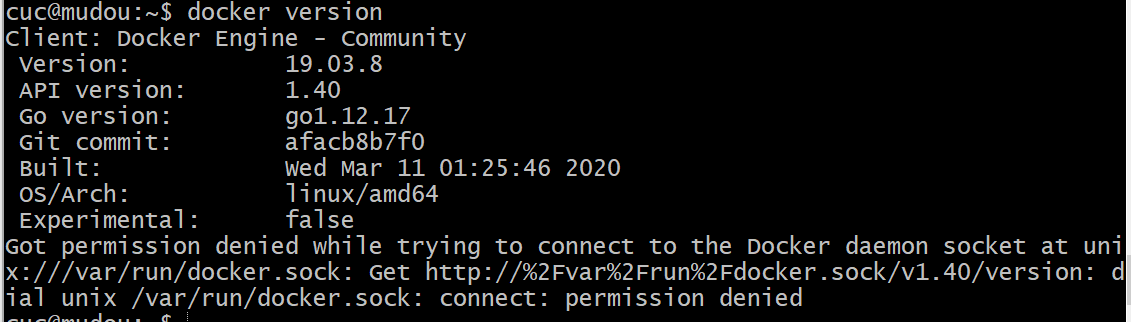 cuc@mudou:~$ docker version
Client: Docker Engine - Community
 Version:           19.03.8
 API version:       1.40
 Go version:        go1.12.17
 Git commit:        afacb8b7f0
 Built:             Wed Mar 11 01:25:46 2020
 OS/Arch:           linux/amd64
 Experimental:      false
Got permission denied while trying to connect to the Docker daemon socket at uni
x:///var/run/docker.sock: Get http://%2Fvar%2Frun%2Fdocker.sock/v1.40/version: d
ial unix /var/run/docker.sock: connect: permission denied
cuc@mudou:~$